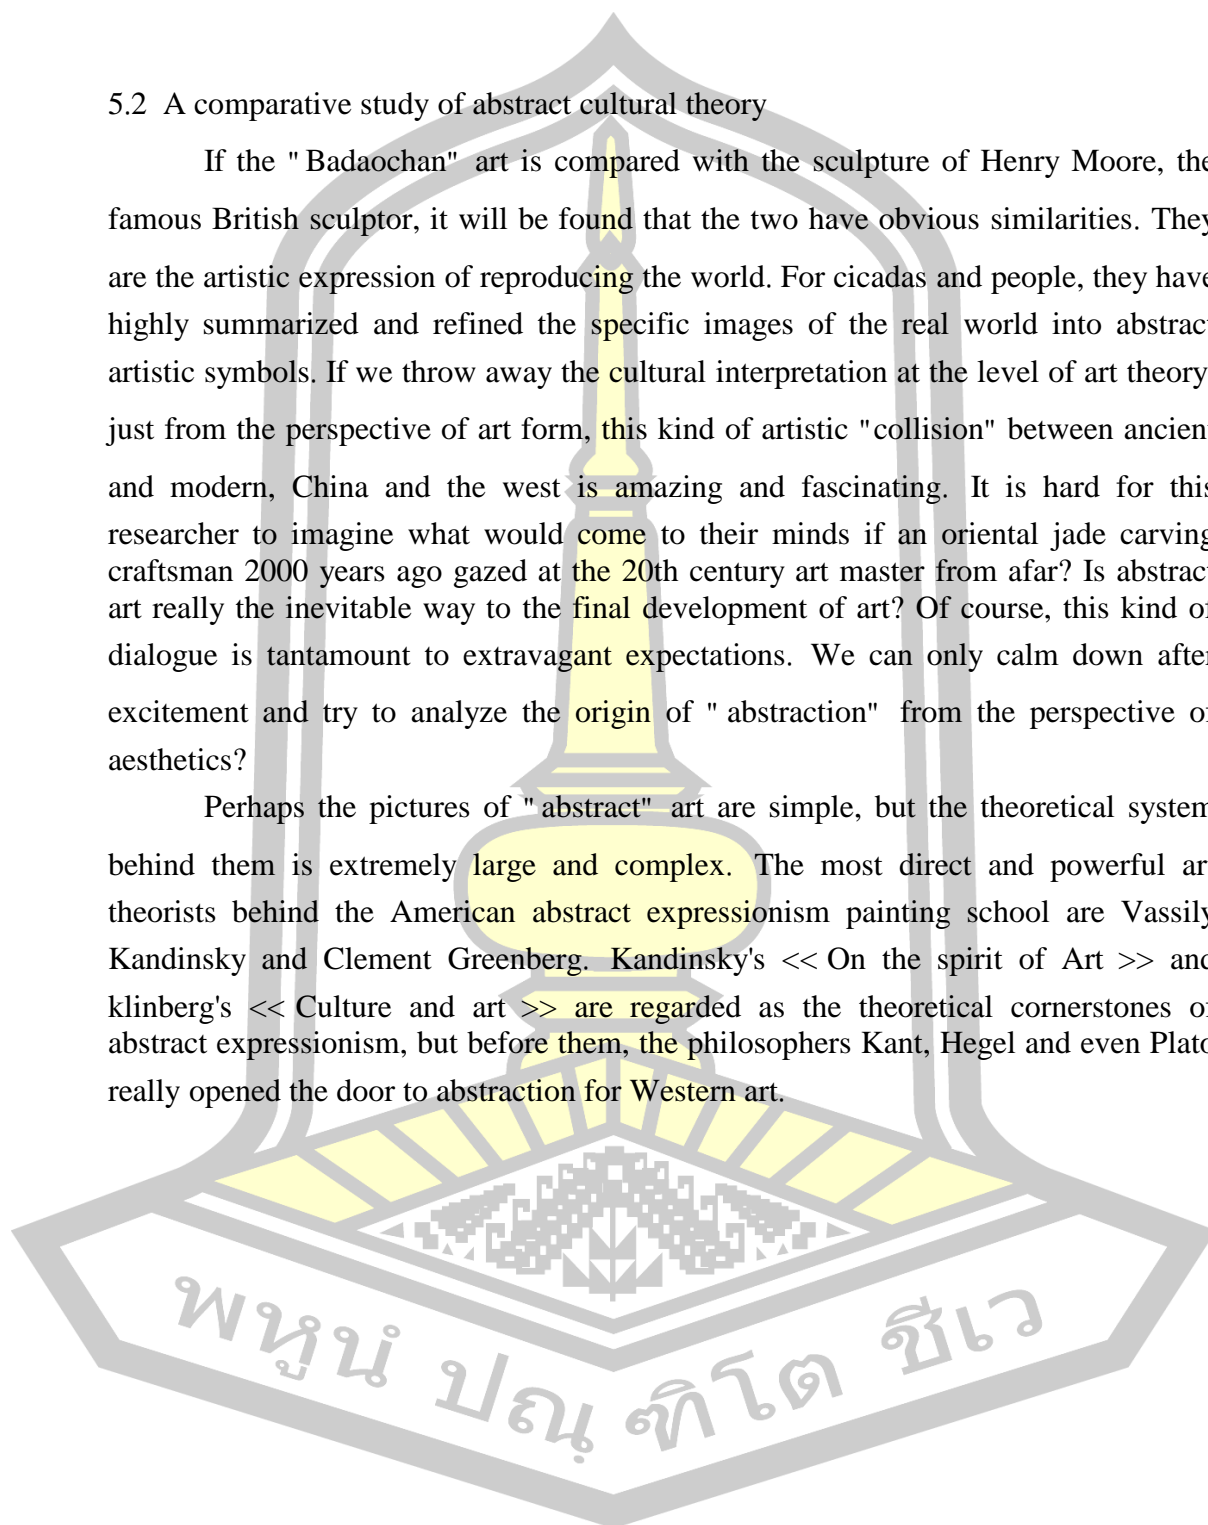 5.2 A comparative study of abstract cultural theory
If the "Badaochan" art is compared with the sculpture of Henry Moore, the
famous British sculptor, it will be found that the two have obvious similarities. They
are the artistic expression of reproducing the world. For cicadas and people, they have
highly summarized and refined the specific images of the real world into abstract
artistic symbols. If we throw away the cultural interpretation at the level of art theory
just from the perspective of art form, this kind of artistic "collision" between ancient
and modern, China and the west is amazing and fascinating. It is hard for this
researcher to imagine what would come to their minds if an oriental jade carving
craftsman 2000 years ago gazed at the 20th century art master from afar? Is abstract
art really the inevitable way to the final development of art? Of course, this kind of
dialogue is tantamount to extravagant expectations. We can only calm down after
excitement and try to analyze the origin of "abstraction" from the perspective of
aesthetics?
Perhaps the pictures of "abstract" art are simple, but the theoretical system
behind them is extremely large and complex. The most direct and powerful art
theorists behind the American abstract expressionism painting school are Vassily
Kandinsky and Clement Greenberg. Kandinsky's << On the spirit of Art >> and
klinberg's << Culture and art >> are regarded as the theoretical cornerstones of
abstract expressionism, but before them, the philosophers Kant, Hegel and even Plato
really opened the door to abstraction for Western art.
พหูนํ ปณฺฑิโต ชีเว